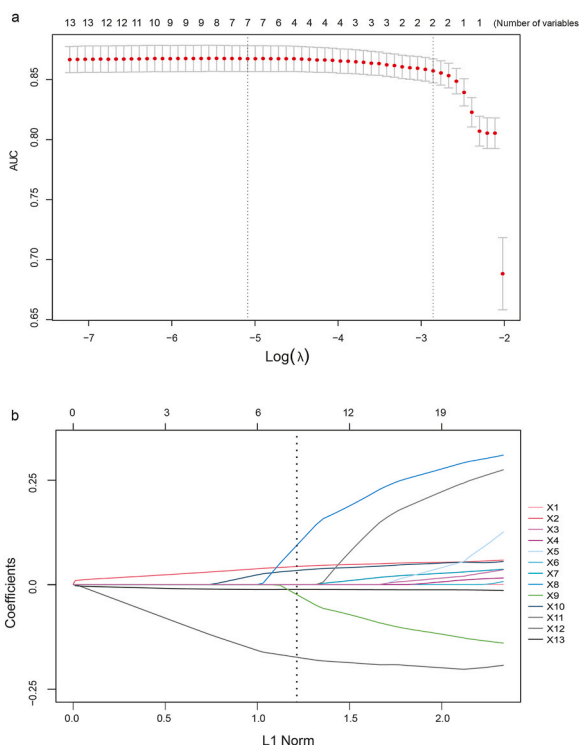 a
13 13 12 12 11 10 9 9 9 8 7 7 6 6 4 4 4 4 3 3 3 2 2 2 2 1 1 (Number of variables
0.85
0.80
0.75
0.70
0.65
AUC
−7 −6 −5 −4 −3 −2
Log(λ)
b
0 3 6 12 19
0.25
0.0
−0.25
Coefficients
0.0 0.5 1.0 1.5 2.0
L1 Norm
X1
X2
X3
X4
X5
X6
X7
X8
X9
X10
X11
X12
X13